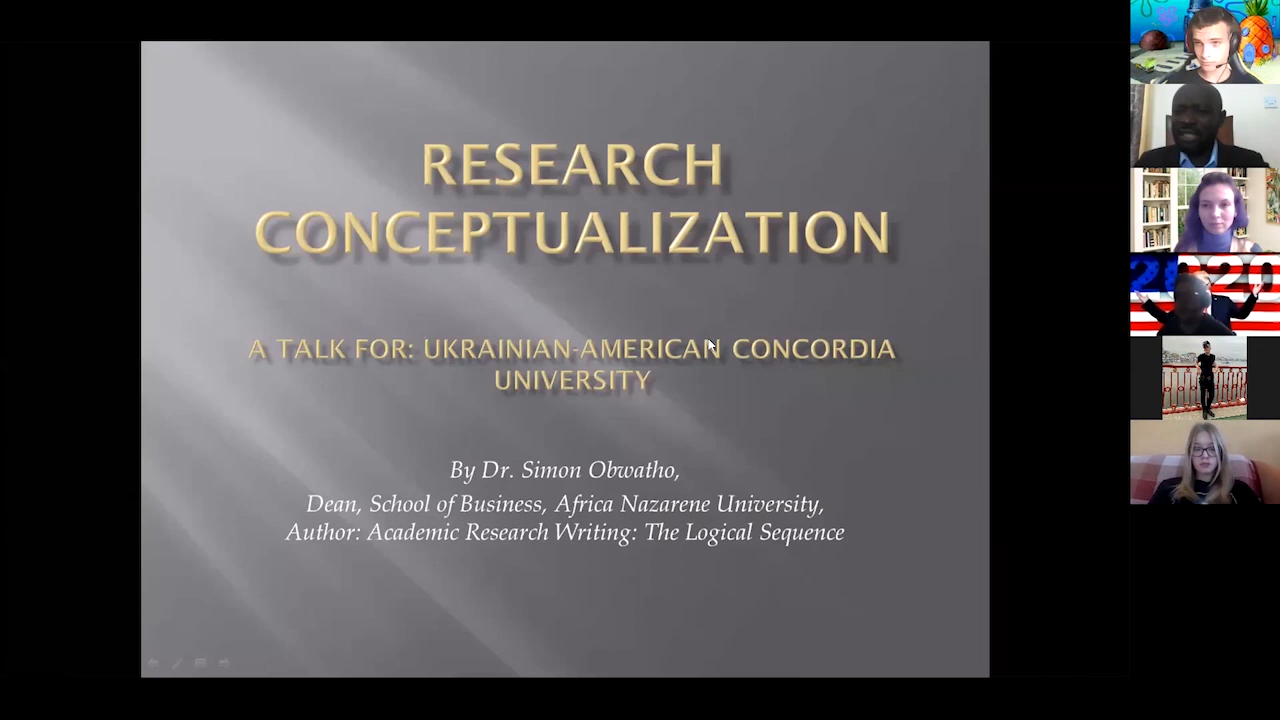 RESEARCH
CONCEPTUALIZATION
A TALK FOR: UKRAINIAN-AMERICAN CONCORDIA
UNIVERSITY
By Dr. Simon Obwatho,
Dean, School of Business, Africa Nazarene University,
Author: Academic Research Writing: The Logical Sequence
2020